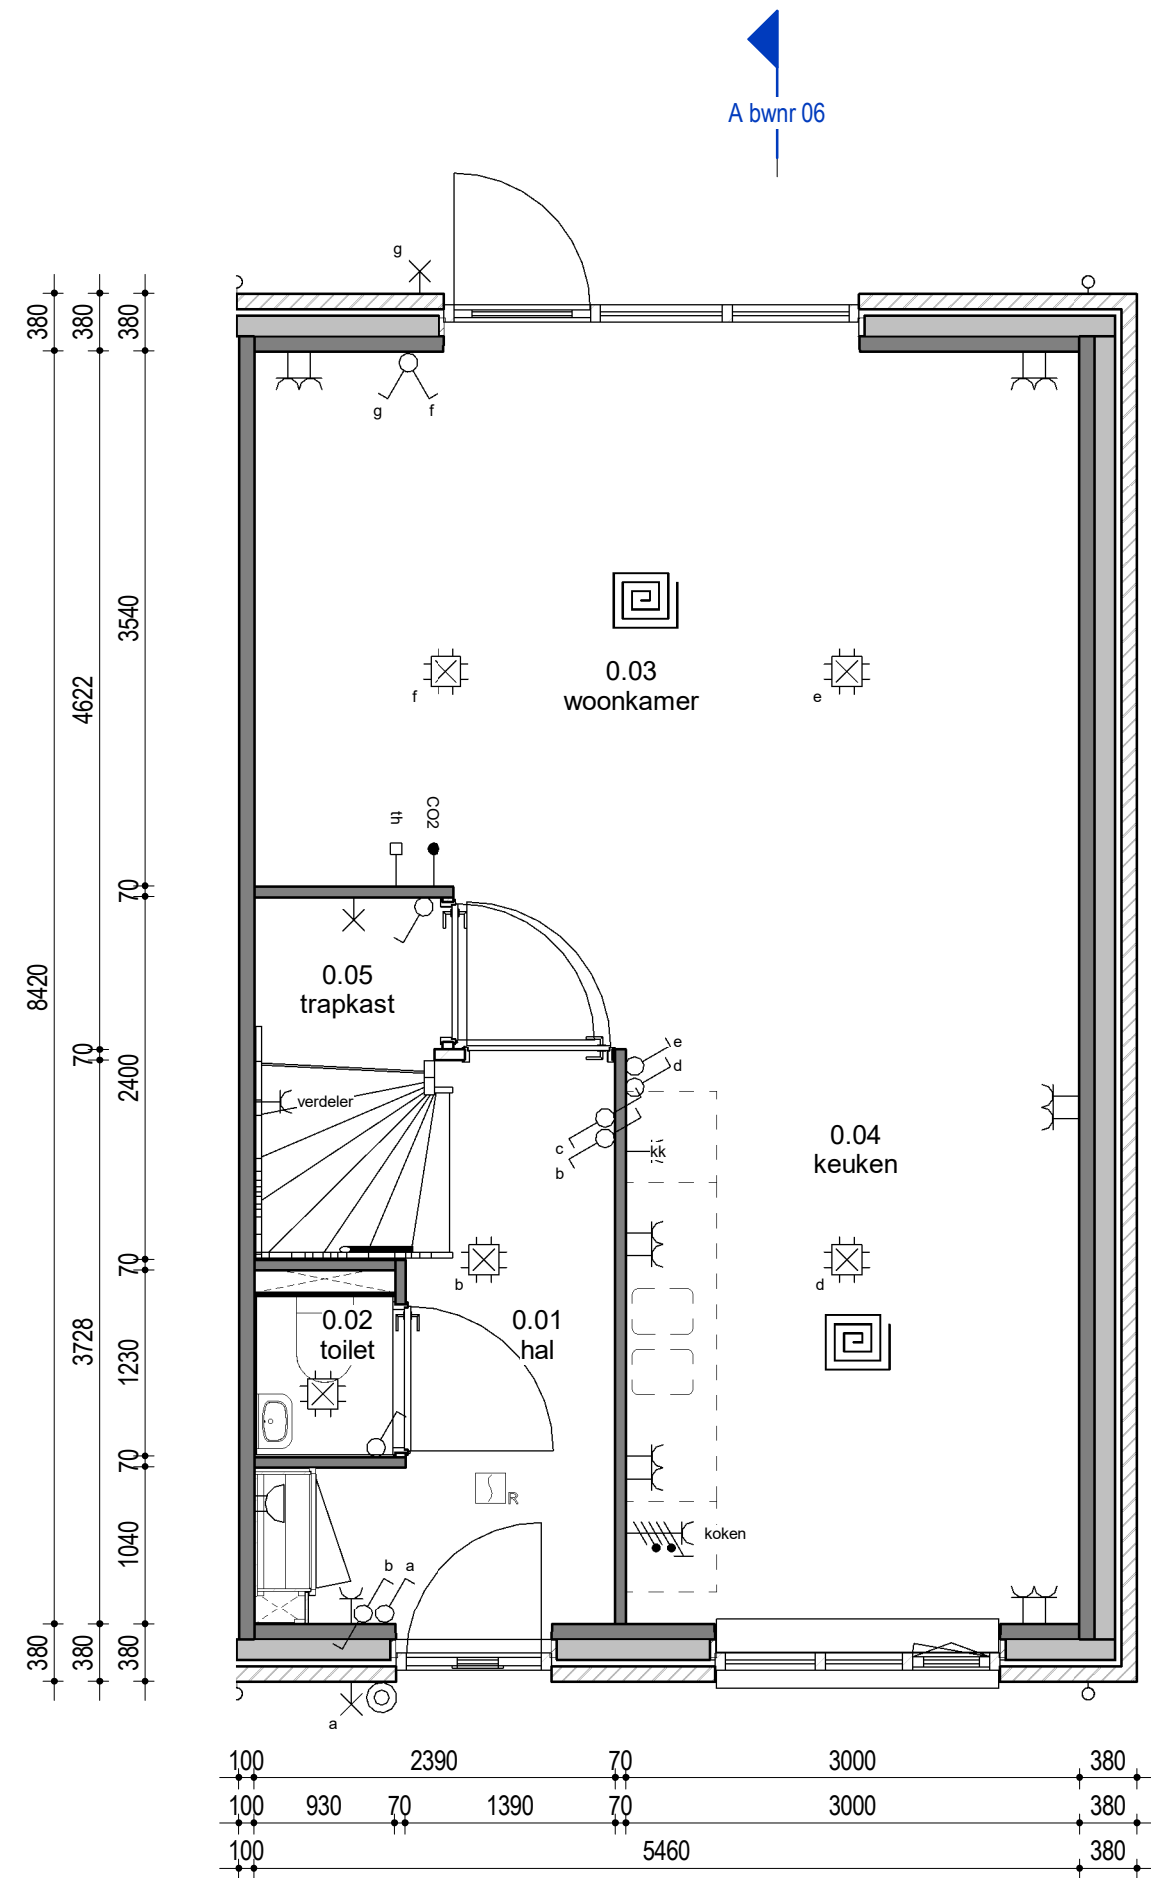 A bwnr 06
g
380
380
380
g
f
3540
4622
0.03
woonkamer
f
e
th
CO2
70
0.05
trapkast
8420
70
2400
e
d
verdeler
c
b
kk
0.04
keuken
70
b
d
0.02
toilet
0.01
hal
3728
1230
70
R
1040
koken
b
a
380
380
380
a
100
2390
70
3000
380
100
930
70
1390
70
3000
380
100
5460
380